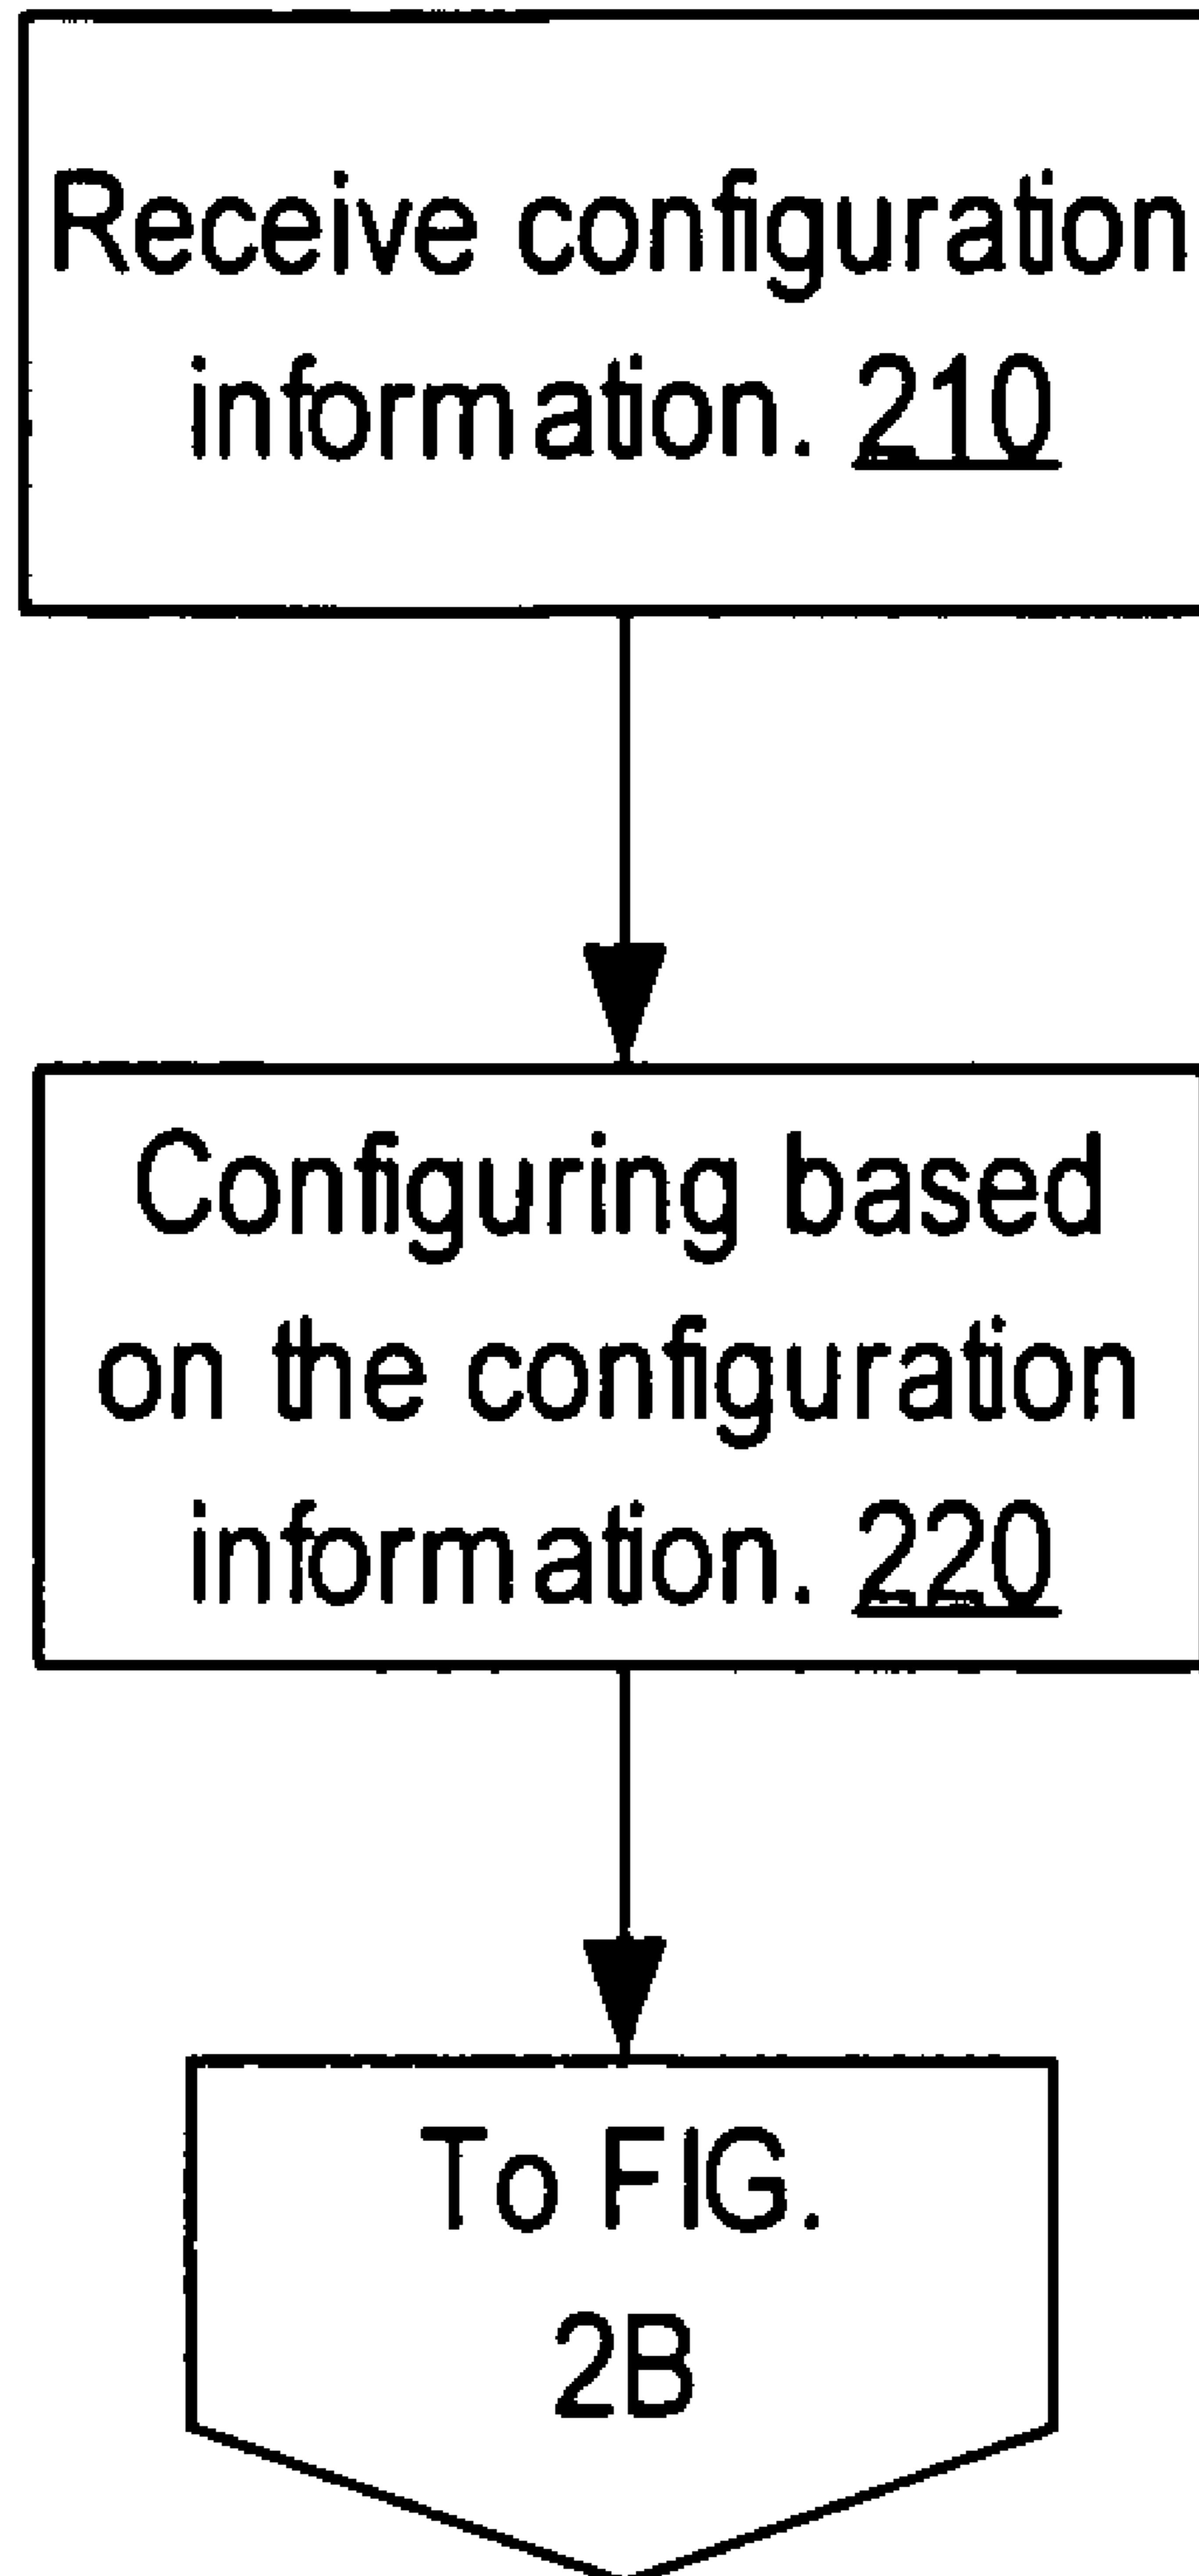 Receive configuration
information. 210
Configuring based
on the configuration
information. 220
To FIG.
2B